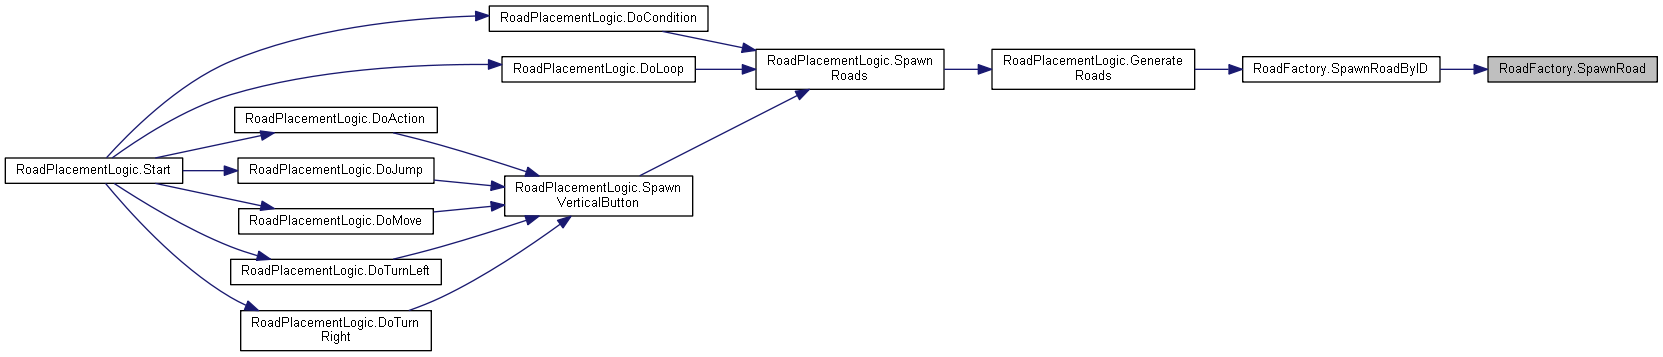 RoadPlacementLogic.DoCondition
RoadPlacementLogic.Spawn
Roads
RoadPlacementLogic.Generate
Roads
RoadFactory.SpawnRoadByID
RoadFactory.SpawnRoad
RoadPlacementLogic.DoLoop
RoadPlacementLogic.DoAction
RoadPlacementLogic.Start
RoadPlacementLogic.DoJump
RoadPlacementLogic.Spawn
VerticalButton
RoadPlacementLogic.DoMove
RoadPlacementLogic.DoTurnLeft
RoadPlacementLogic.DoTurn
Right